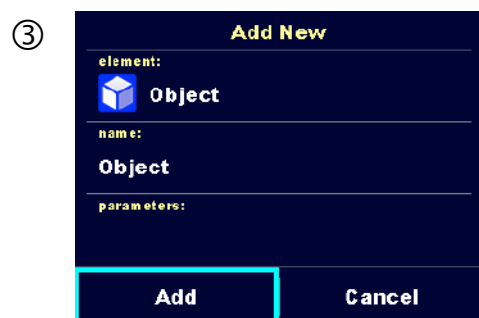 ③
Add New
element:
Object
name:
Object
parameters:
Add Cancel